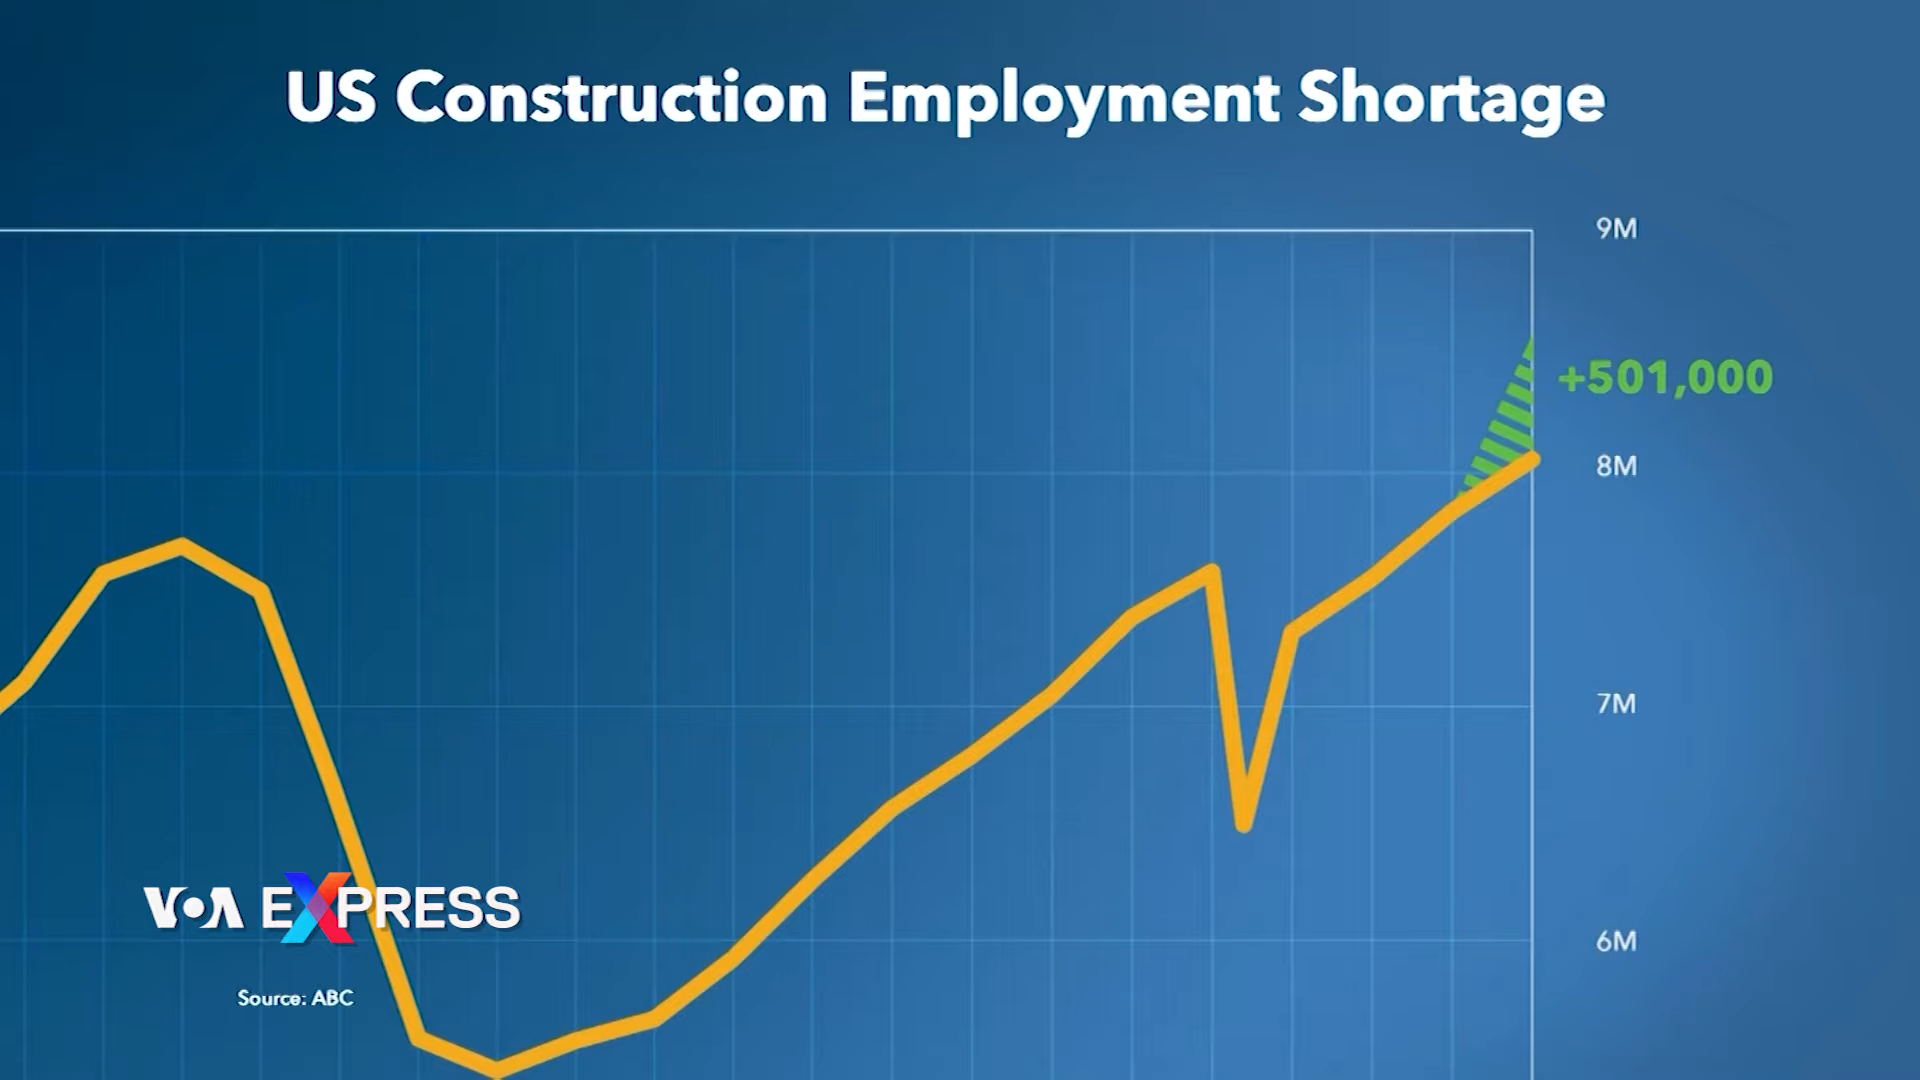 US Construction Employment Shortage
9M
+501,000
8M
7M
6M
VOA EXPRESS
Source: ABC